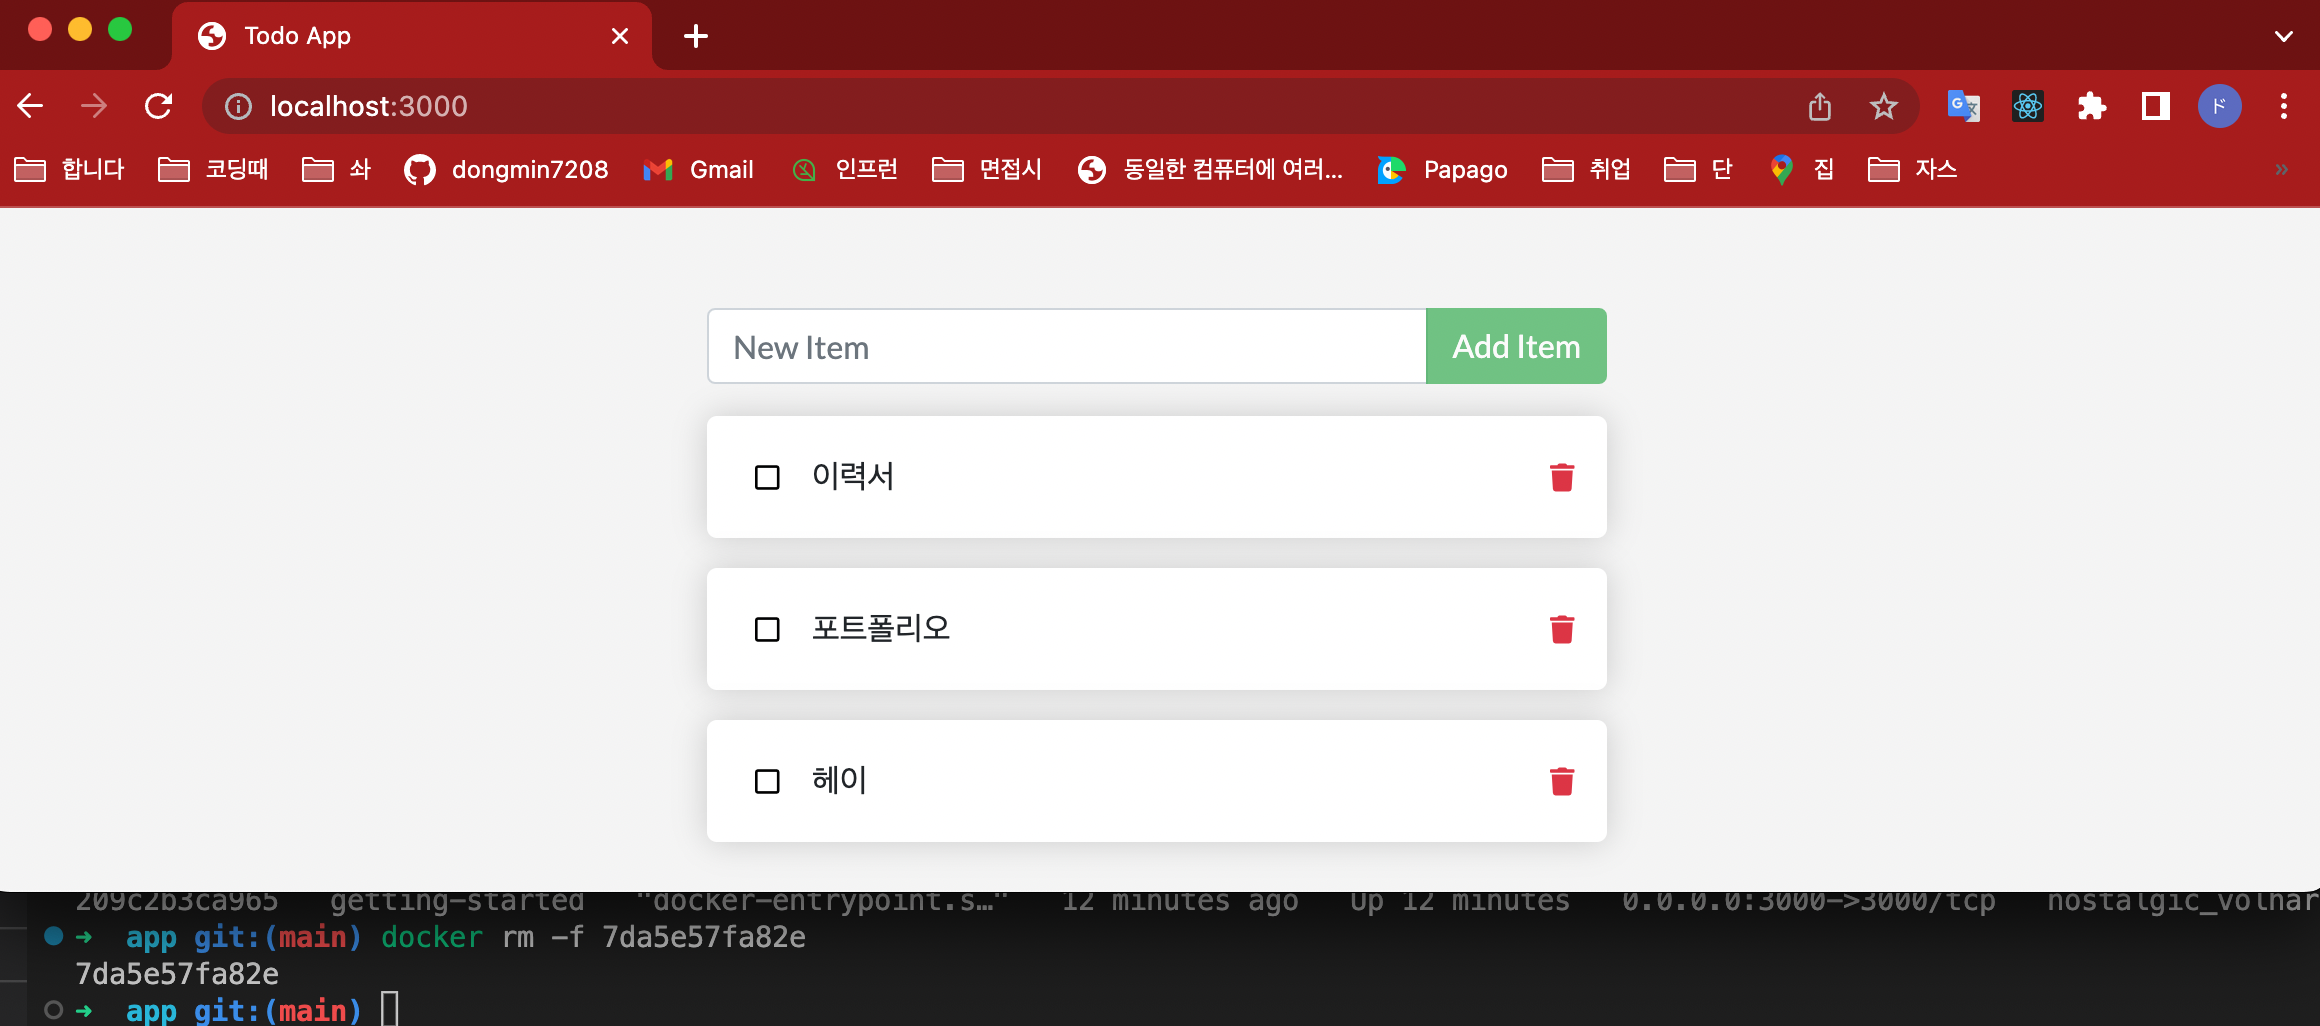 Todo App
localhost:3000
합니다 코딩때 솨 dongmin7208 Gmail 인프런 면접시 동일한 컴퓨터에 여러... Papago 취업 단 집 자스
New Item Add Item
이력서
포트폴리오
헤이
209c2b3ca965 getting-started "docker-entrypoint.s…" 12 minutes ago Up 12 minutes 0.0.0.0:3000->3000/tcp nostalgic_volhar
➜ app git:(main) docker rm -f 7da5e57fa82e
7da5e57fa82e
➜ app git:(main)